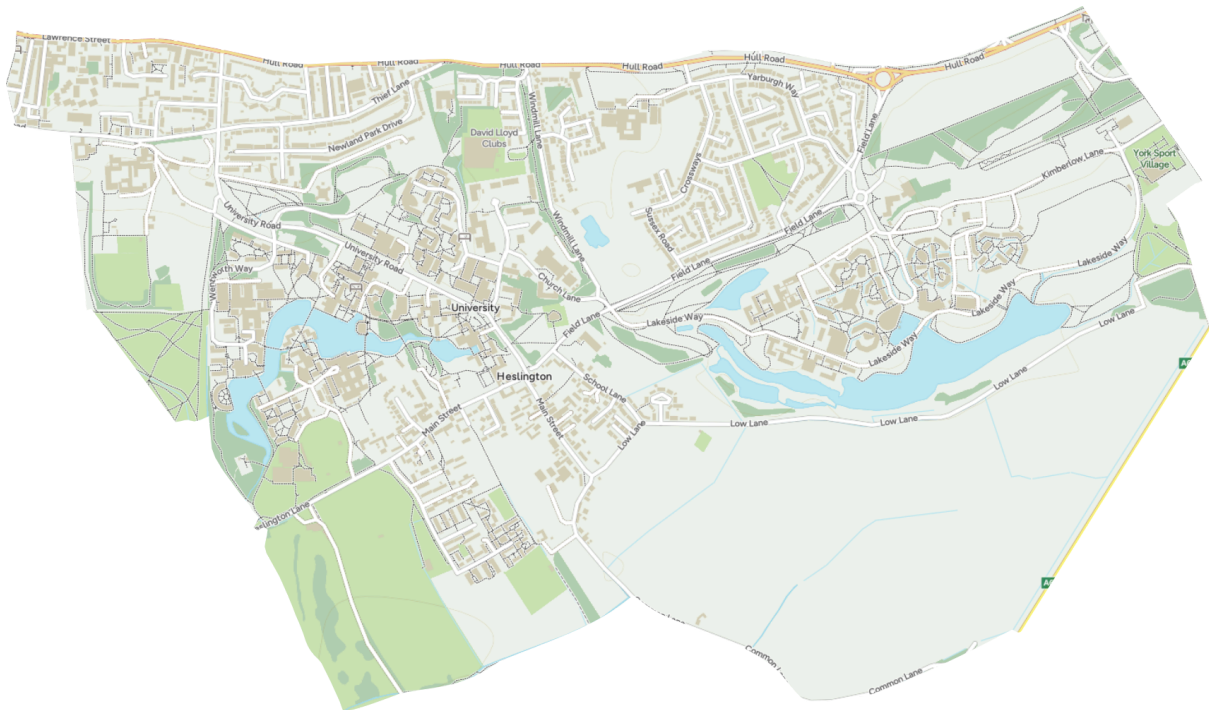 Lawrence Street
Hull Road
Hull Road
Hull Road
Hull Road
Hull Road
Hull Road
Thief Lane
Yarburgh Way
Newland Park Drive
David Lloyd
Clubs
Windmill Lane
Field Lane
Crossways
Kimberlow Lane
York Sport
Village
University Road
Sussex Road
Field Lane
Windmill Lane
University Road
Wentworth Way
Field Lane
Lakeside Way
Church Lane
Lakeside Way
University
Field Lane
Lakeside Way
Low Lane
Lakeside Way
Heslington
Low Lane
School Lane
Main Street
Main Street
Low Lane
Low Lane
Low Lane
Common Lane